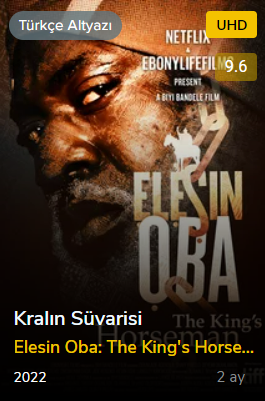 Türkçe Altyazı
UHD
NETFLIX
&
EBONYLIFEFILMS
9.6
PRESENT
A BIYI BANDELE FILM
ELESIN
OBA
The King's
Horseman
Kralın Süvarisi
Elesin Oba: The King's Horse...
2022
2 ay